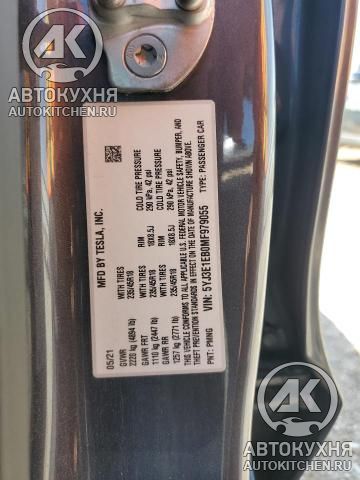 АК
АВТОКУХНЯ
AUTOKITCHEN.RU
MFD BY TESLA, INC.
05/21
GVWR
2220 kg (4894 lb)
GAWR FRT
1110 kg (2447 lb)
WITH TIRES
235/45R18
RIM
18X8.5J
COLD TIRE PRESSURE
290 kPa, 42 psi
GAWR RR
1257 kg (2771 lb)
WITH TIRES
235/45R18
RIM
18X8.5J
COLD TIRE PRESSURE
290 kPa, 42 psi
THIS VEHICLE CONFORMS TO ALL APPLICABLE U.S. FEDERAL MOTOR VEHICLE SAFETY, BUMPER, AND
THEFT PREVENTION STANDARDS IN EFFECT ON THE DATE OF MANUFACTURE SHOWN ABOVE.
VIN: 5YJ3E1EB0MF979055
TYPE: PASSENGER CAR
PNT: PMNG
АК
АВТОКУХНЯ
AUTOKITCHEN.RU